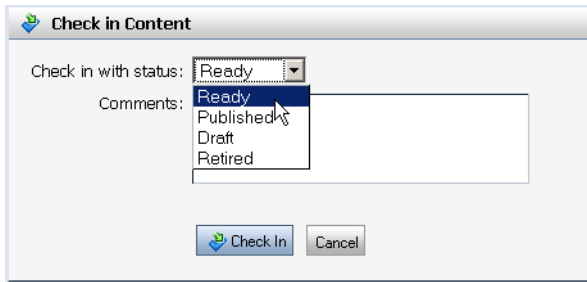 Check in Content
Check in with status: Ready
Comments:
Ready
Published
Draft
Retired
Check In
Cancel